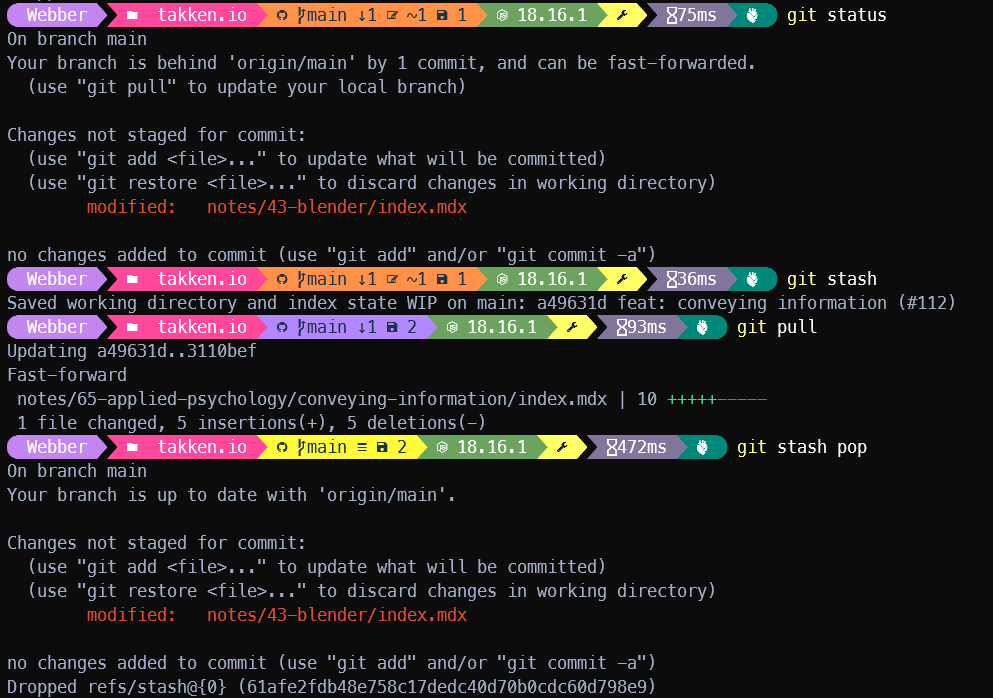 Webber takken.io main ↓1 ~1 1 18.16.1 75ms git status
On branch main
Your branch is behind 'origin/main' by 1 commit, and can be fast-forwarded.
(use "git pull" to update your local branch)
Changes not staged for commit:
(use "git add <file>..." to update what will be committed)
(use "git restore <file>..." to discard changes in working directory)
modified: notes/43-blender/index.mdx
no changes added to commit (use "git add" and/or "git commit -a")
Webber takken.io main ↓1 ~1 1 18.16.1 36ms git stash
Saved working directory and index state WIP on main: a49631d feat: conveying information (#112)
Webber takken.io main ↓1 2 18.16.1 93ms git pull
Updating a49631d..3110bef
Fast-forward
notes/65-applied-psychology/conveying-information/index.mdx | 10 +++++-----
1 file changed, 5 insertions(+), 5 deletions(-)
Webber takken.io main ≡ 2 18.16.1 472ms git stash pop
On branch main
Your branch is up to date with 'origin/main'.
Changes not staged for commit:
(use "git add <file>..." to update what will be committed)
(use "git restore <file>..." to discard changes in working directory)
modified: notes/43-blender/index.mdx
no changes added to commit (use "git add" and/or "git commit -a")
Dropped refs/stash@{0} (61afe2fdb48e758c17dedc40d70b0cdc60d798e9)